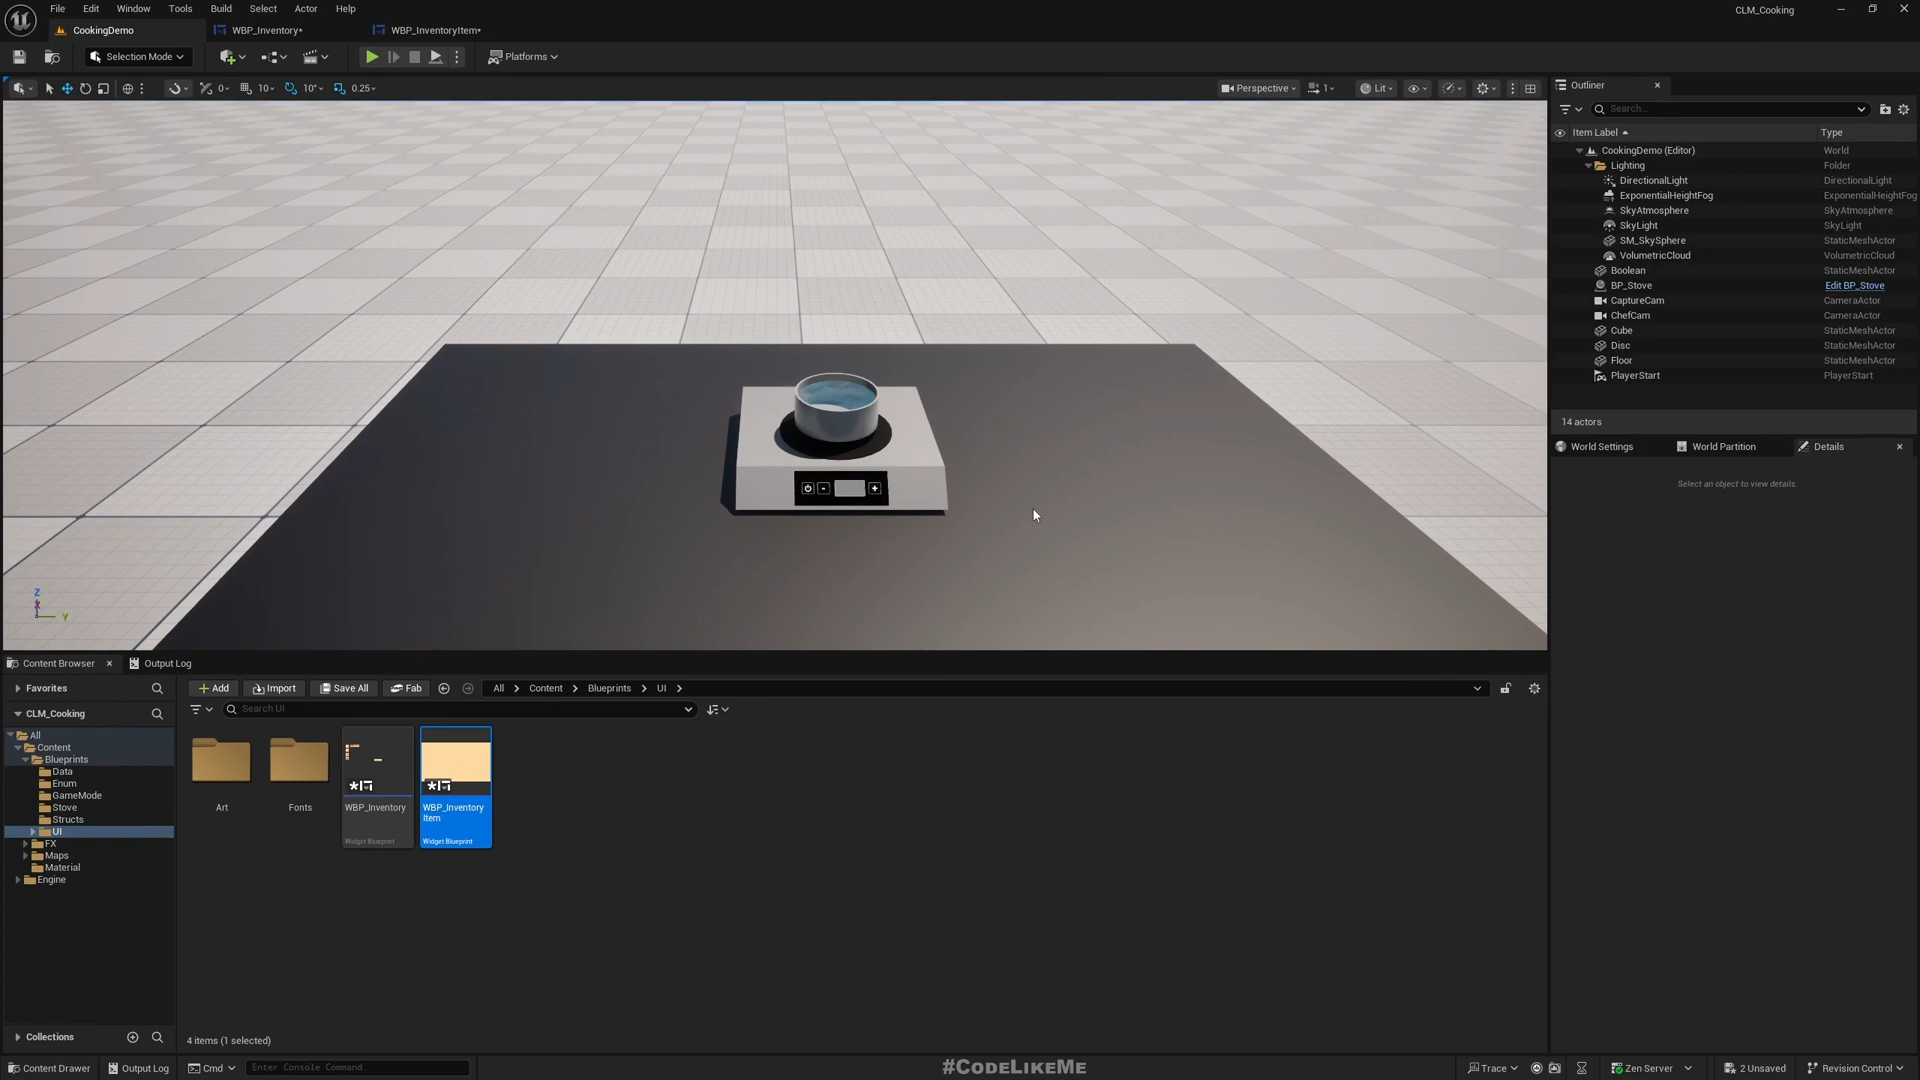 File Edit Window Tools Build Select Actor Help
CLM_Cooking
CookingDemo WBP_Inventory* WBP_InventoryItem*
Selection Mode Platforms
0 10 10° 0.25 Perspective 1 Lit
Outliner
Search...
Item Label Type
CookingDemo (Editor) World
Lighting Folder
DirectionalLight DirectionalLight
ExponentialHeightFog ExponentialHeightFog
SkyAtmosphere SkyAtmosphere
SkyLight SkyLight
SM_SkySphere StaticMeshActor
VolumetricCloud VolumetricCloud
Boolean StaticMeshActor
BP_Stove Edit BP_Stove
CaptureCam CameraActor
ChefCam CameraActor
Cube StaticMeshActor
Disc StaticMeshActor
Floor StaticMeshActor
PlayerStart PlayerStart
14 actors
World Settings World Partition Details
Select an object to view details.
- +
Z
X
Y
Content Browser Output Log
Favorites
Add Import Save All Fab All Content Blueprints UI
CLM_Cooking
Search UI
All
Content
Blueprints
Data
Enum
GameMode
Stove
Structs
UI
FX
Maps
Material
Engine
Art Fonts
WBP_Inventory
Widget Blueprint
WBP_Inventory
Item
Widget Blueprint
Collections
4 items (1 selected)
Content Drawer Output Log Cmd Enter Console Command
#CODELIKEME
Trace Zen Server 2 Unsaved Revision Control